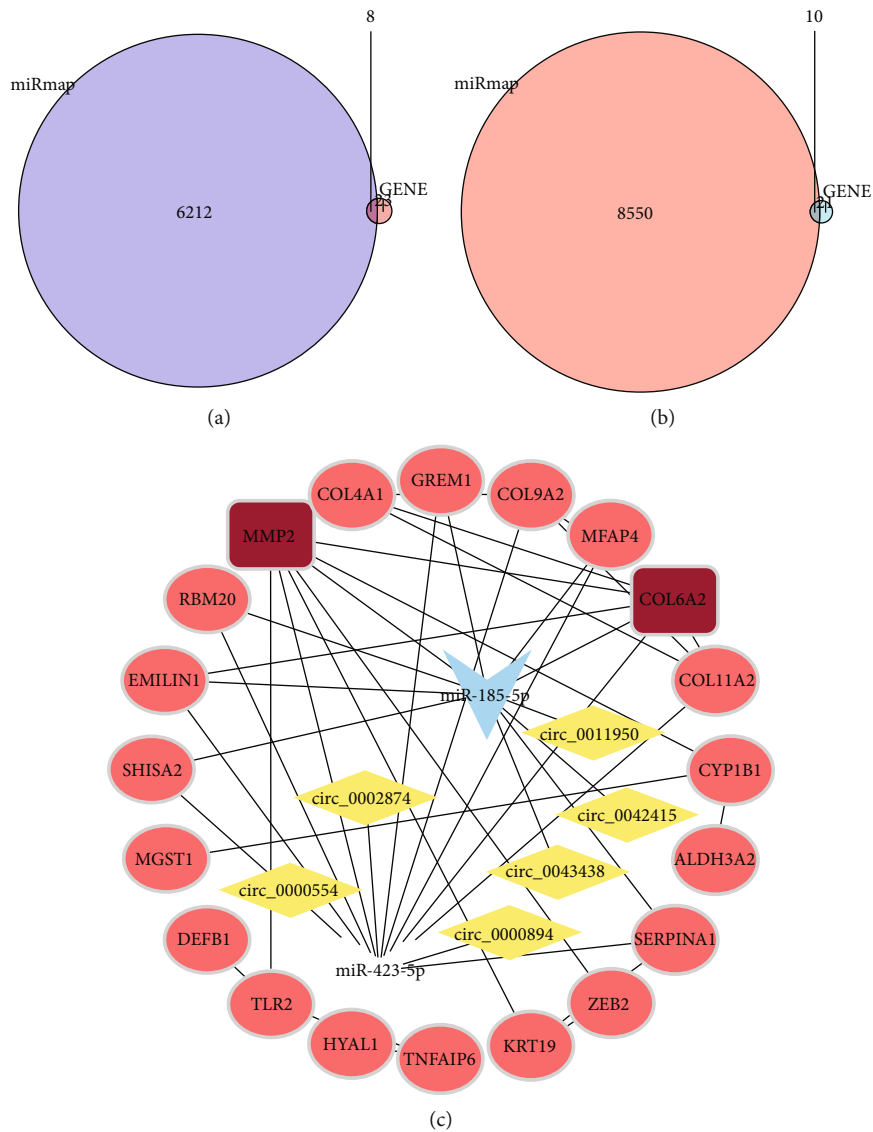 8
miRmap
GENE
23
6212
(a)
10
miRmap
GENE
21
8550
(b)
GREM1
COL4A1
COL9A2
MMP2
MFAP4
RBM20
COL6A2
EMILIN1
miR-185-5p
COL11A2
circ_0011950
SHISA2
CYP1B1
circ_0002874
circ_0042415
MGST1
ALDH3A2
circ_0043438
circ_0000554
circ_0000894
DEFB1
SERPINA1
miR-423-5p
TLR2
ZEB2
HYAL1
KRT19
TNFAIP6
(c)